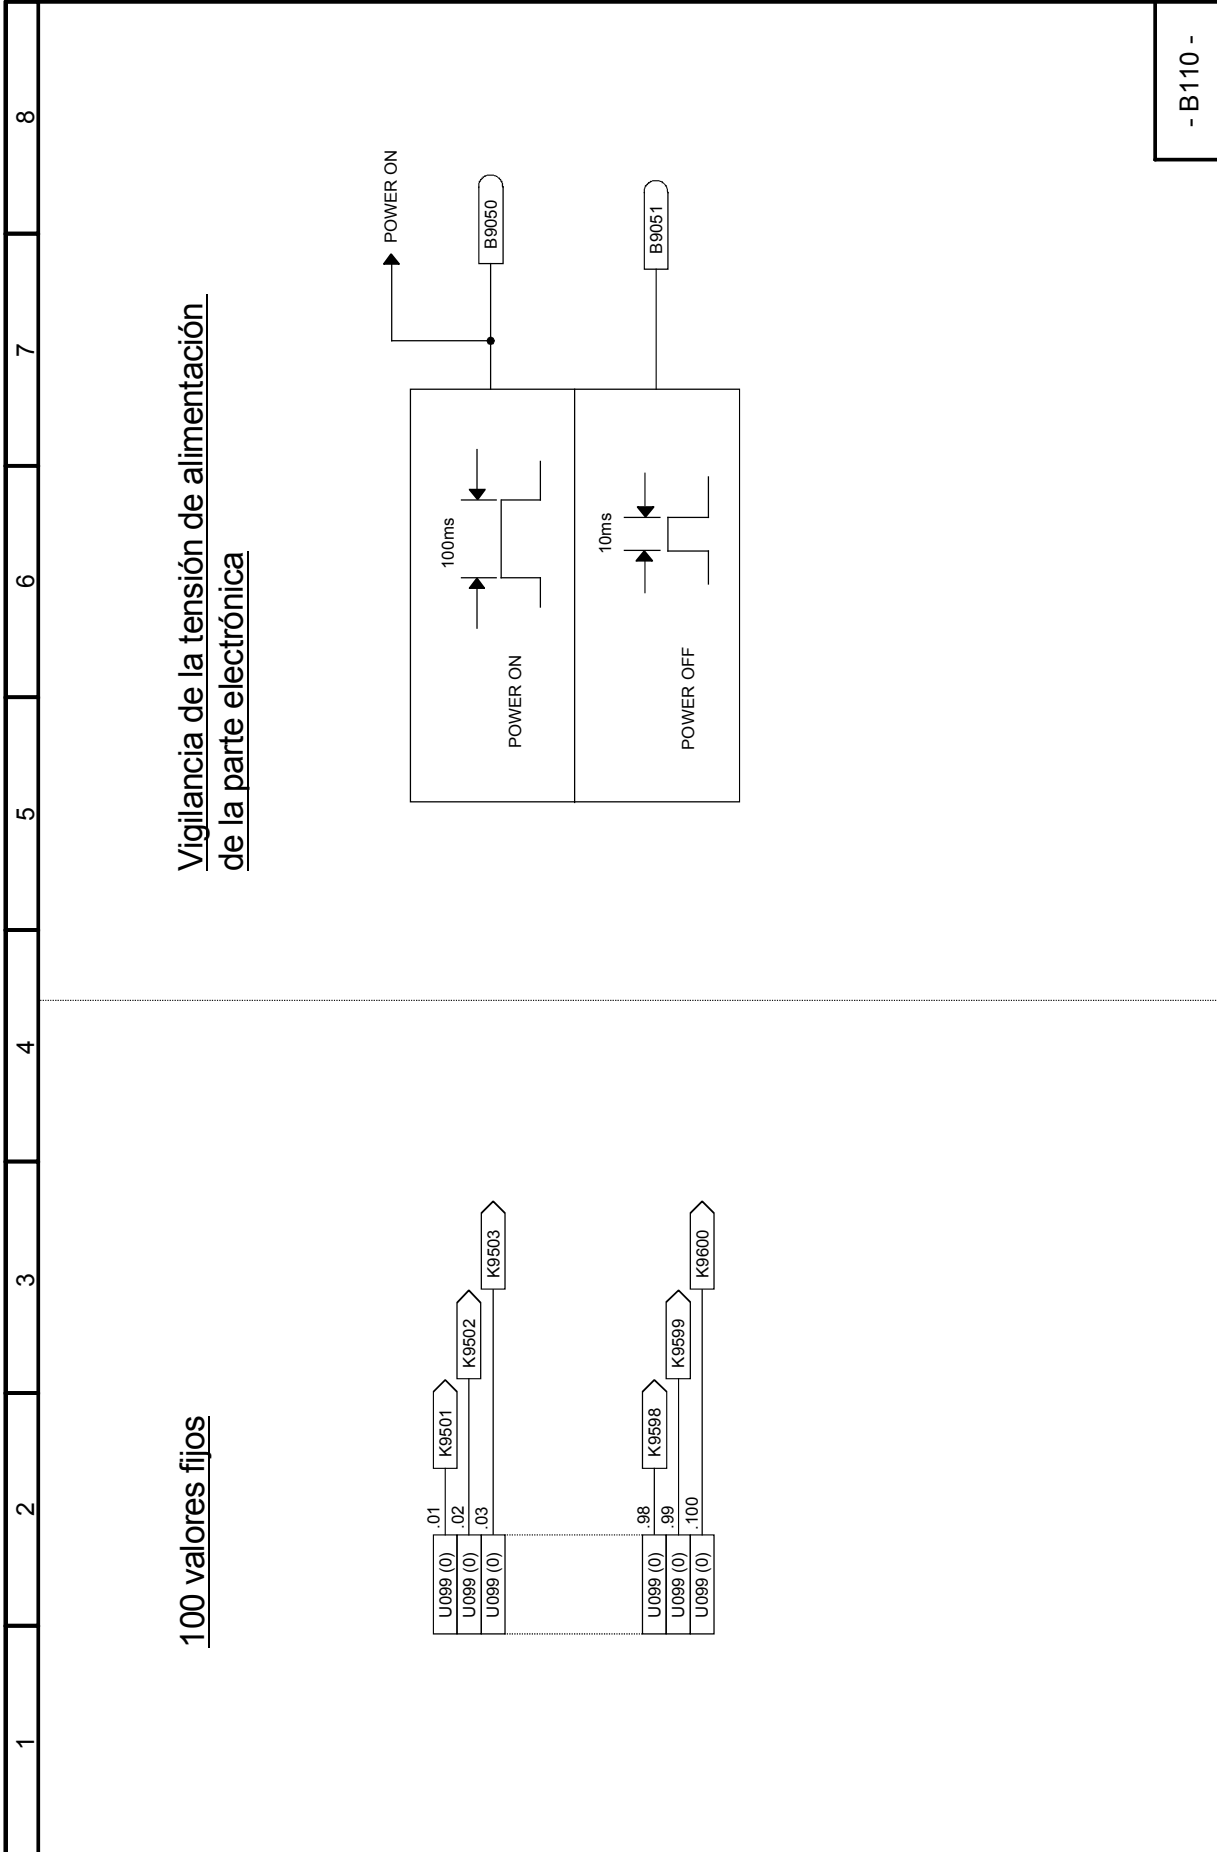 1
2
3
4
5
6
7
8
100 valores fijos
U099 (0)
.01
K9501
U099 (0)
.02
K9502
U099 (0)
.03
K9503
U099 (0)
.98
K9598
U099 (0)
.99
K9599
U099 (0)
.100
K9600
Vigilancia de la tensión de alimentación
de la parte electrónica
POWER ON
100ms
POWER ON
B9050
POWER OFF
10ms
B9051
- B110 -